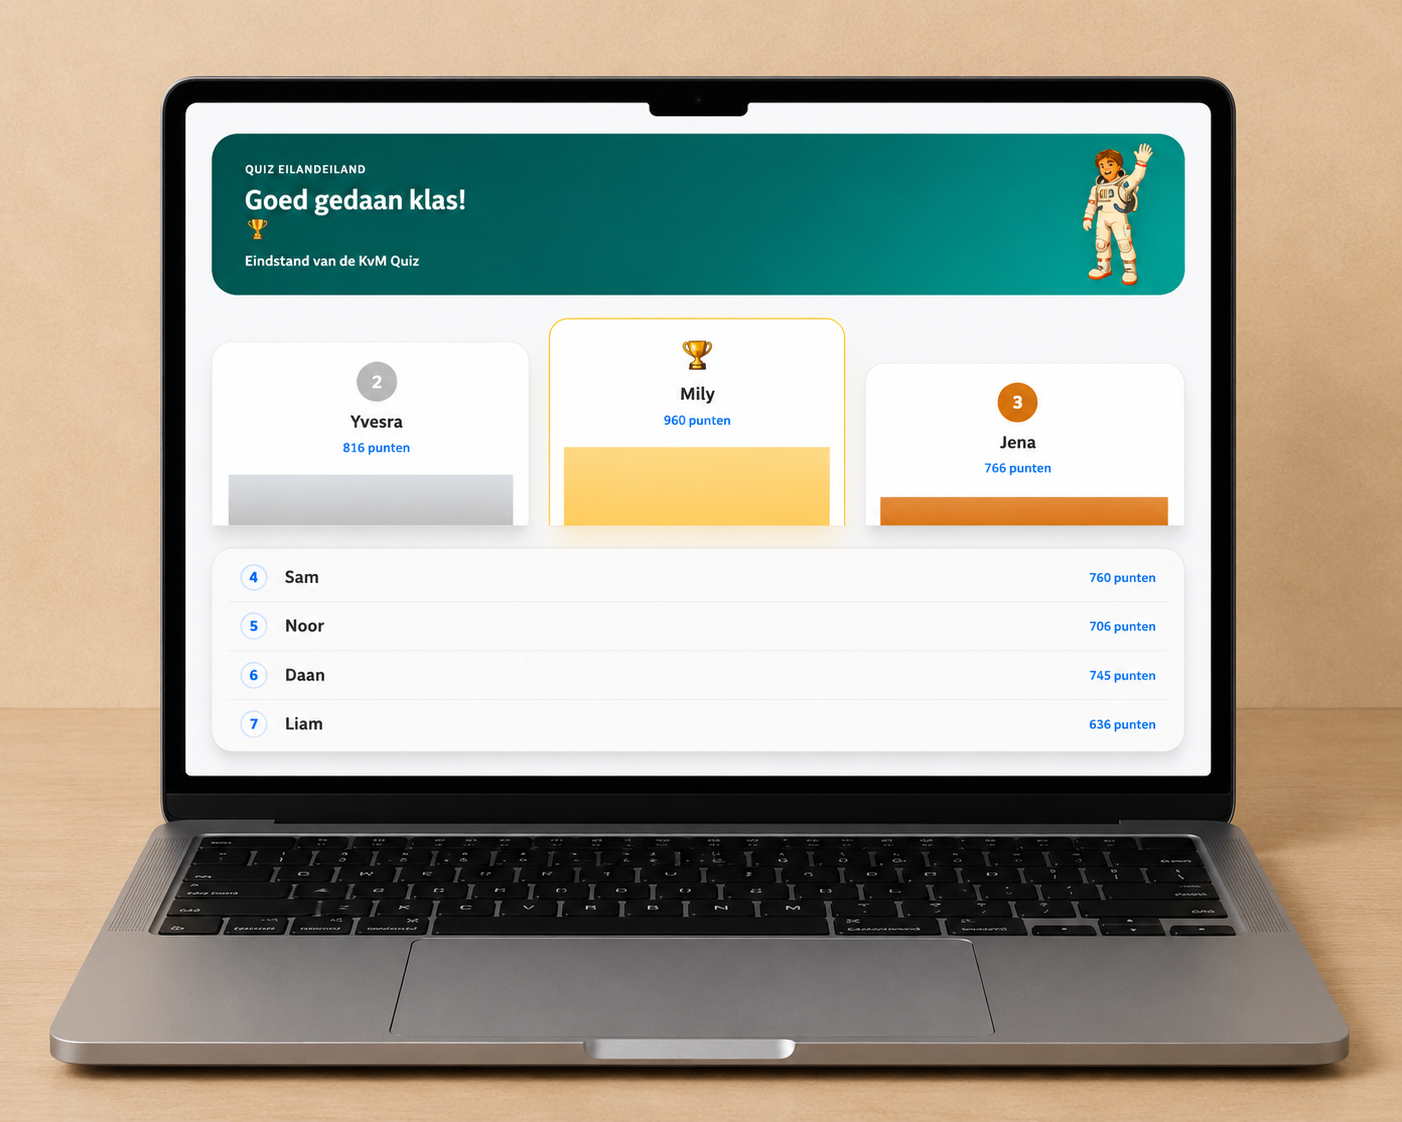 QUIZ EILANDEILAND
Goed gedaan klas!
Eindstand van de KvM Quiz
2
Yvesra
816 punten
Mily
960 punten
3
Jena
766 punten
4 Sam 760 punten
5 Noor 706 punten
6 Daan 745 punten
7 Liam 636 punten